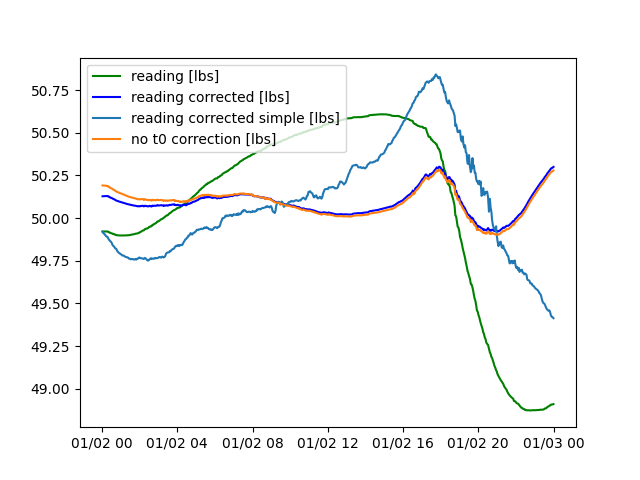 reading [lbs]
reading corrected [lbs]
reading corrected simple [lbs]
no t0 correction [lbs]
50.75
50.50
50.25
50.00
49.75
49.50
49.25
49.00
01/02 00 01/02 04 01/02 08 01/02 12 01/02 16 01/02 20 01/03 00